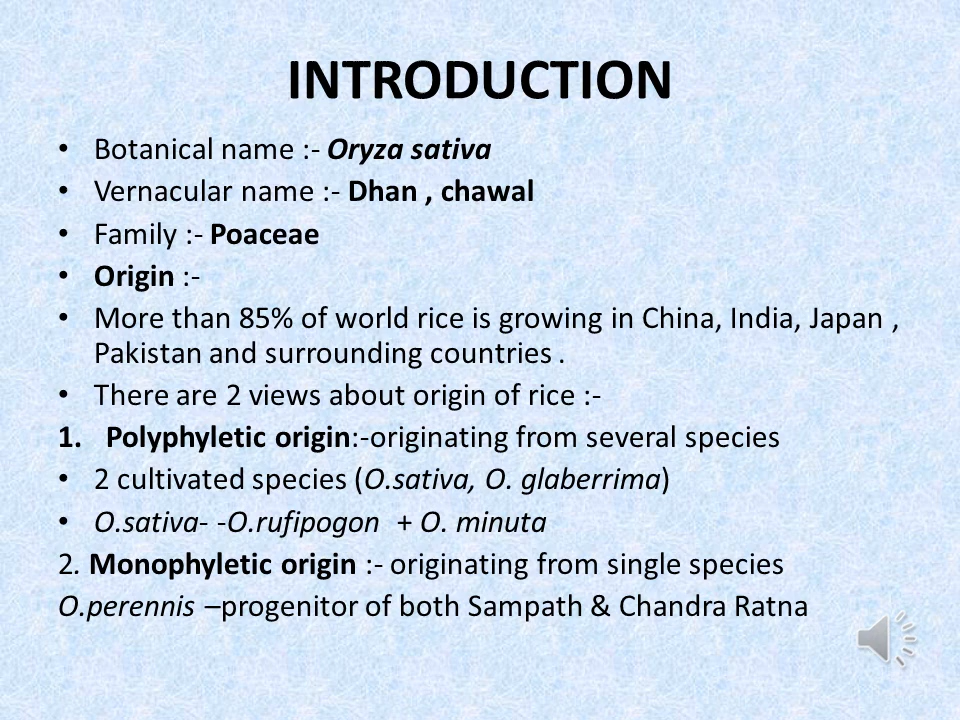 INTRODUCTION
• Botanical name :- Oryza sativa
• Vernacular name :- Dhan , chawal
• Family :- Poaceae
• Origin :-
• More than 85% of world rice is growing in China, India, Japan ,
Pakistan and surrounding countries .
• There are 2 views about origin of rice :-
1. Polyphyletic origin:-originating from several species
• 2 cultivated species (O.sativa, O. glaberrima)
• O.sativa- -O.rufipogon + O. minuta
2. Monophyletic origin :- originating from single species
O.perennis –progenitor of both Sampath & Chandra Ratna